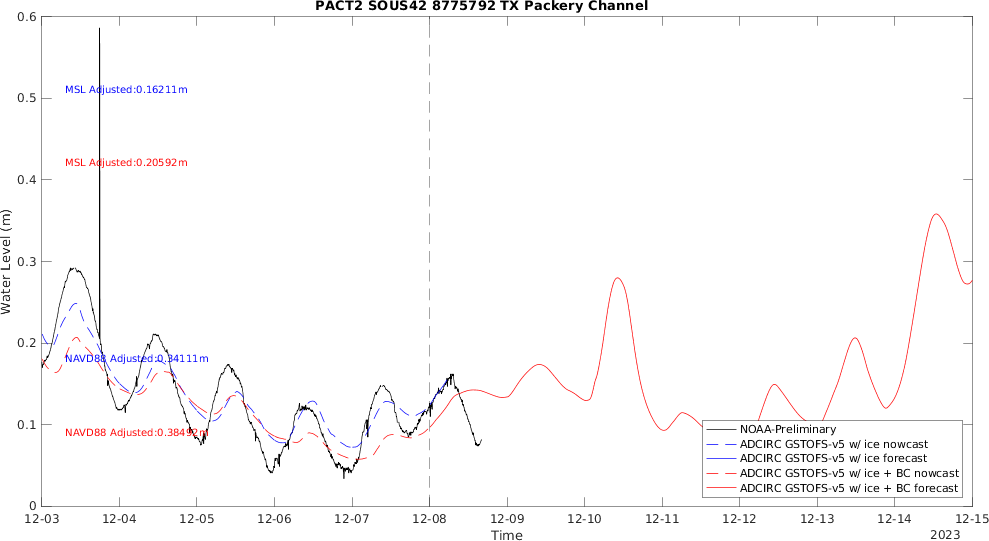 PACT2 SOUS42 8775792 TX Packery Channel
0.6
0.5
0.4
0.3
0.2
0.1
0
Water Level (m)
MSL Adjusted:0.16211m
MSL Adjusted:0.20592m
NAVD88 Adjusted:0.34111m
NAVD88 Adjusted:0.38492m
NOAA-Preliminary
ADCIRC GSTOFS-v5 w/ ice nowcast
ADCIRC GSTOFS-v5 w/ ice forecast
ADCIRC GSTOFS-v5 w/ ice + BC nowcast
ADCIRC GSTOFS-v5 w/ ice + BC forecast
12-03 12-04 12-05 12-06 12-07 12-08 12-09 12-10 12-11 12-12 12-13 12-14 12-15
Time
2023